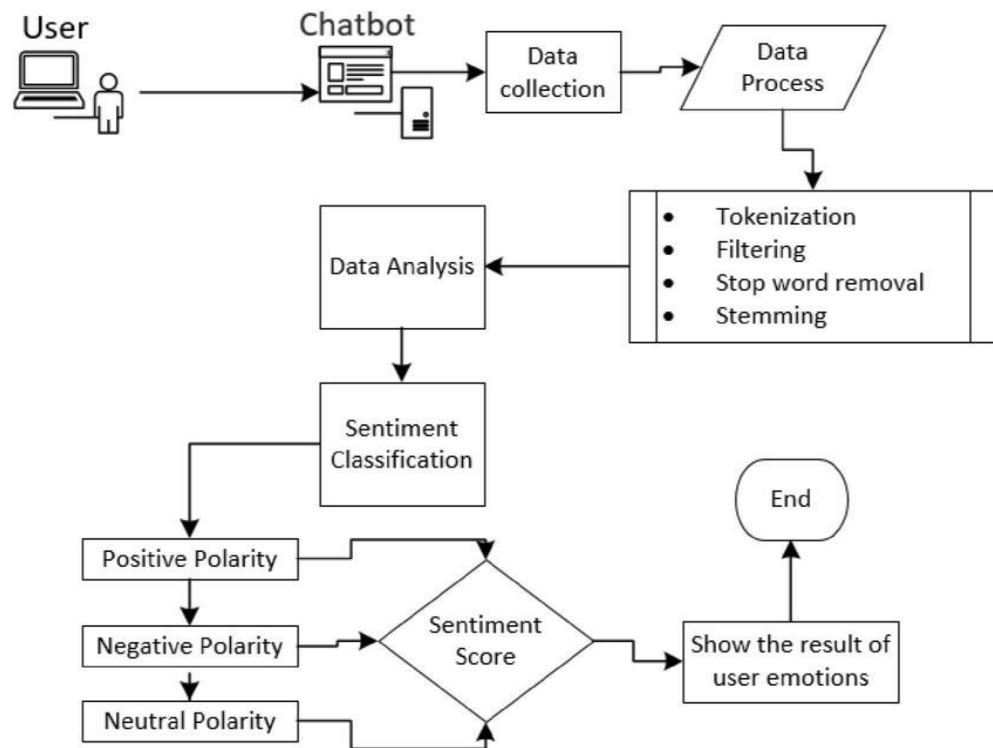 User
Chatbot
Data
collection
Data
Process
• Tokenization
• Filtering
• Stop word removal
• Stemming
Data Analysis
Sentiment
Classification
Positive Polarity
Negative Polarity
Neutral Polarity
Sentiment
Score
Show the result of
user emotions
End